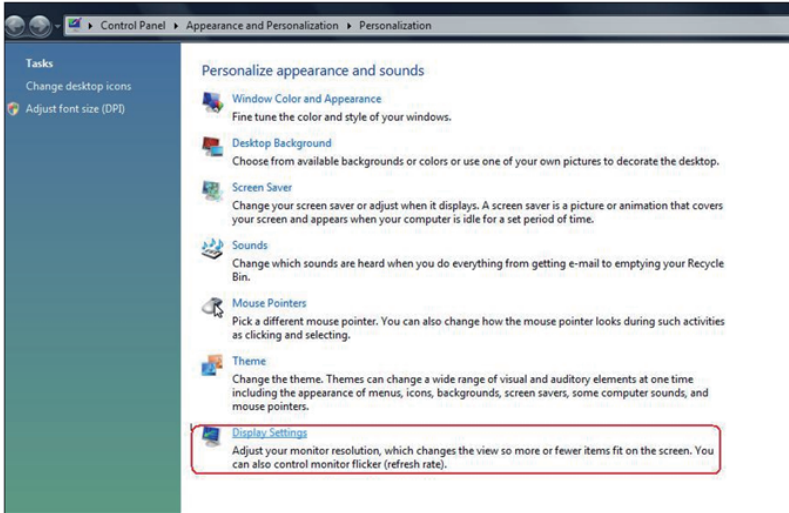 Control Panel ▸ Appearance and Personalization ▸ Personalization
Tasks
Change desktop icons
Adjust font size (DPI)
Personalize appearance and sounds
Window Color and Appearance
Fine tune the color and style of your windows.
Desktop Background
Choose from available backgrounds or colors or use one of your own pictures to decorate the desktop.
Screen Saver
Change your screen saver or adjust when it displays. A screen saver is a picture or animation that covers
your screen and appears when your computer is idle for a set period of time.
Sounds
Change which sounds are heard when you do everything from getting e-mail to emptying your Recycle
Bin.
Mouse Pointers
Pick a different mouse pointer. You can also change how the mouse pointer looks during such activities
as clicking and selecting.
Theme
Change the theme. Themes can change a wide range of visual and auditory elements at one time
including the appearance of menus, icons, backgrounds, screen savers, some computer sounds, and
mouse pointers.
Display Settings
Adjust your monitor resolution, which changes the view so more or fewer items fit on the screen. You
can also control monitor flicker (refresh rate).